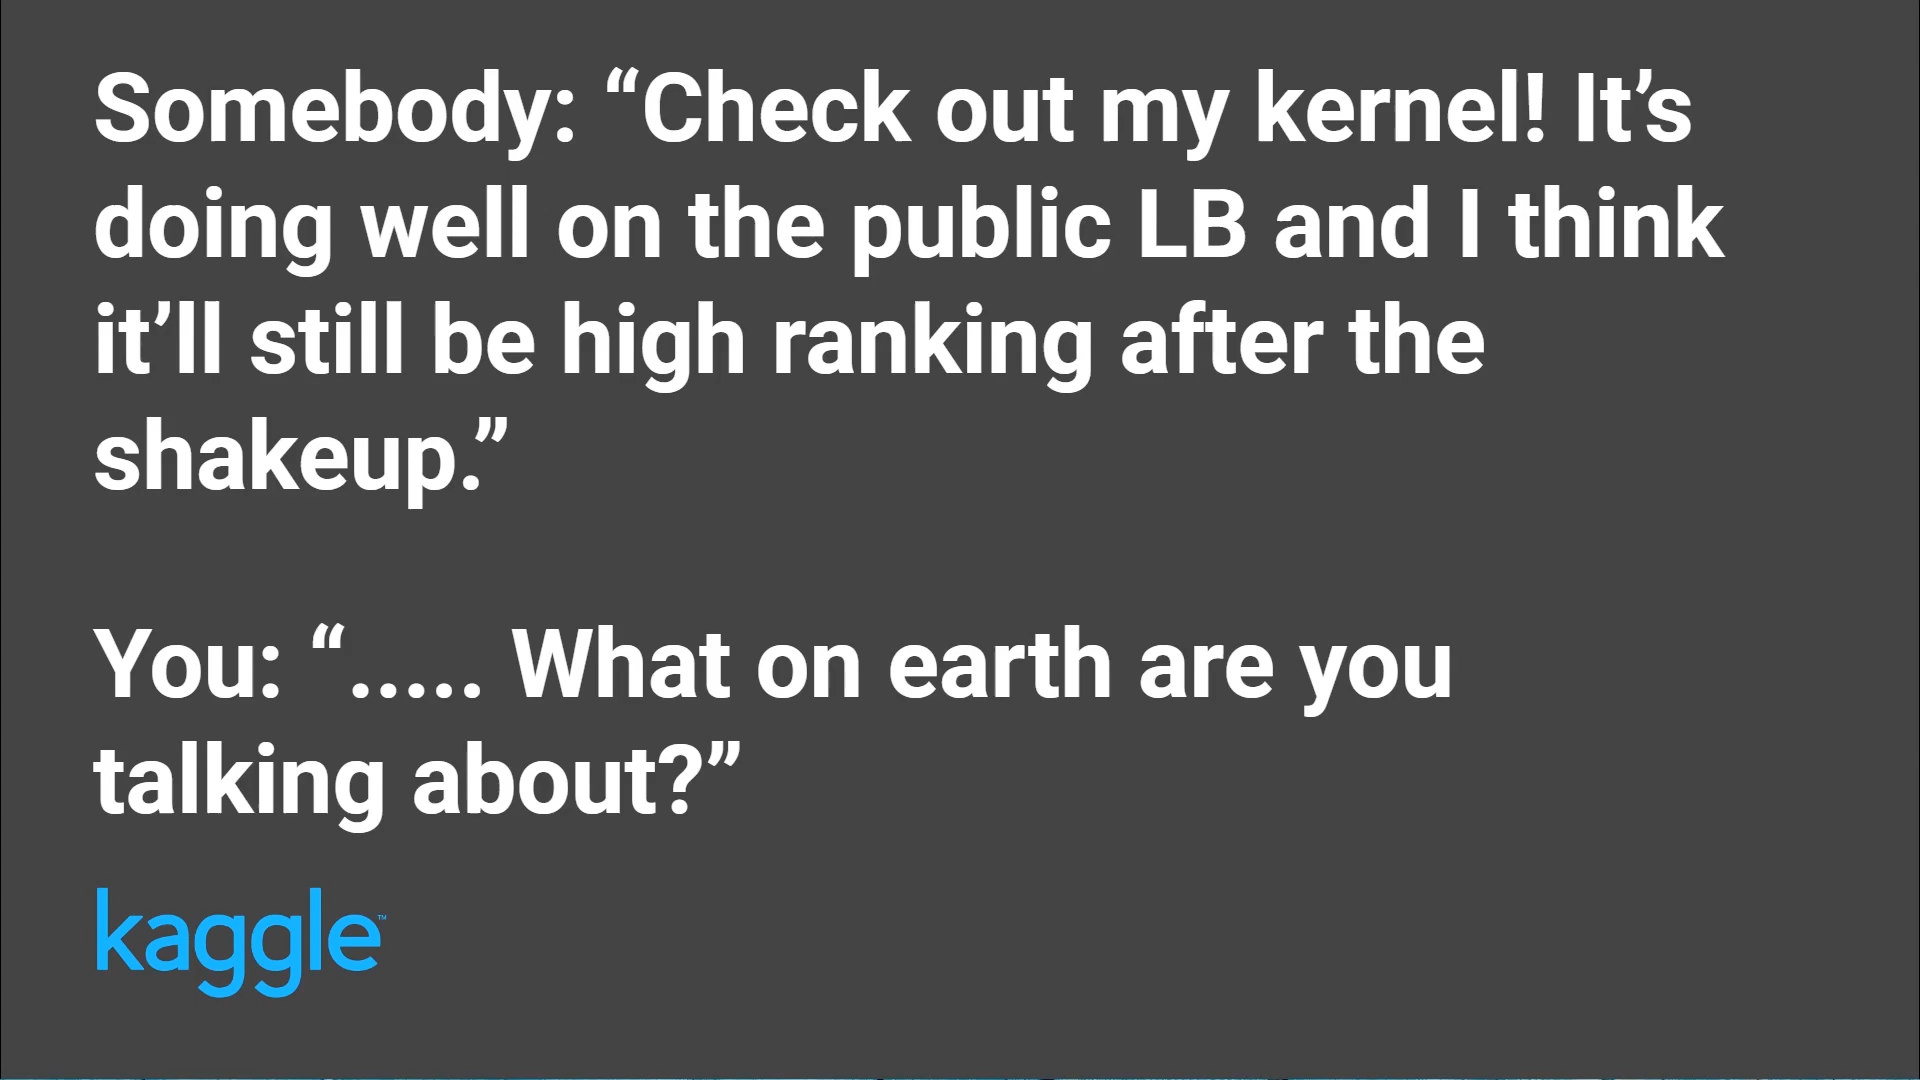 Somebody: “Check out my kernel! It’s
doing well on the public LB and I think
it’ll still be high ranking after the
shakeup.”
You: “..... What on earth are you
talking about?”
kaggle™